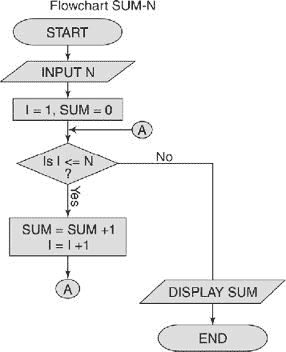 Flowchart SUM-N
START
INPUT N
I = 1, SUM = 0
A
Is I <= N
?
No
Yes
SUM = SUM +1
I = I +1
A
DISPLAY SUM
END